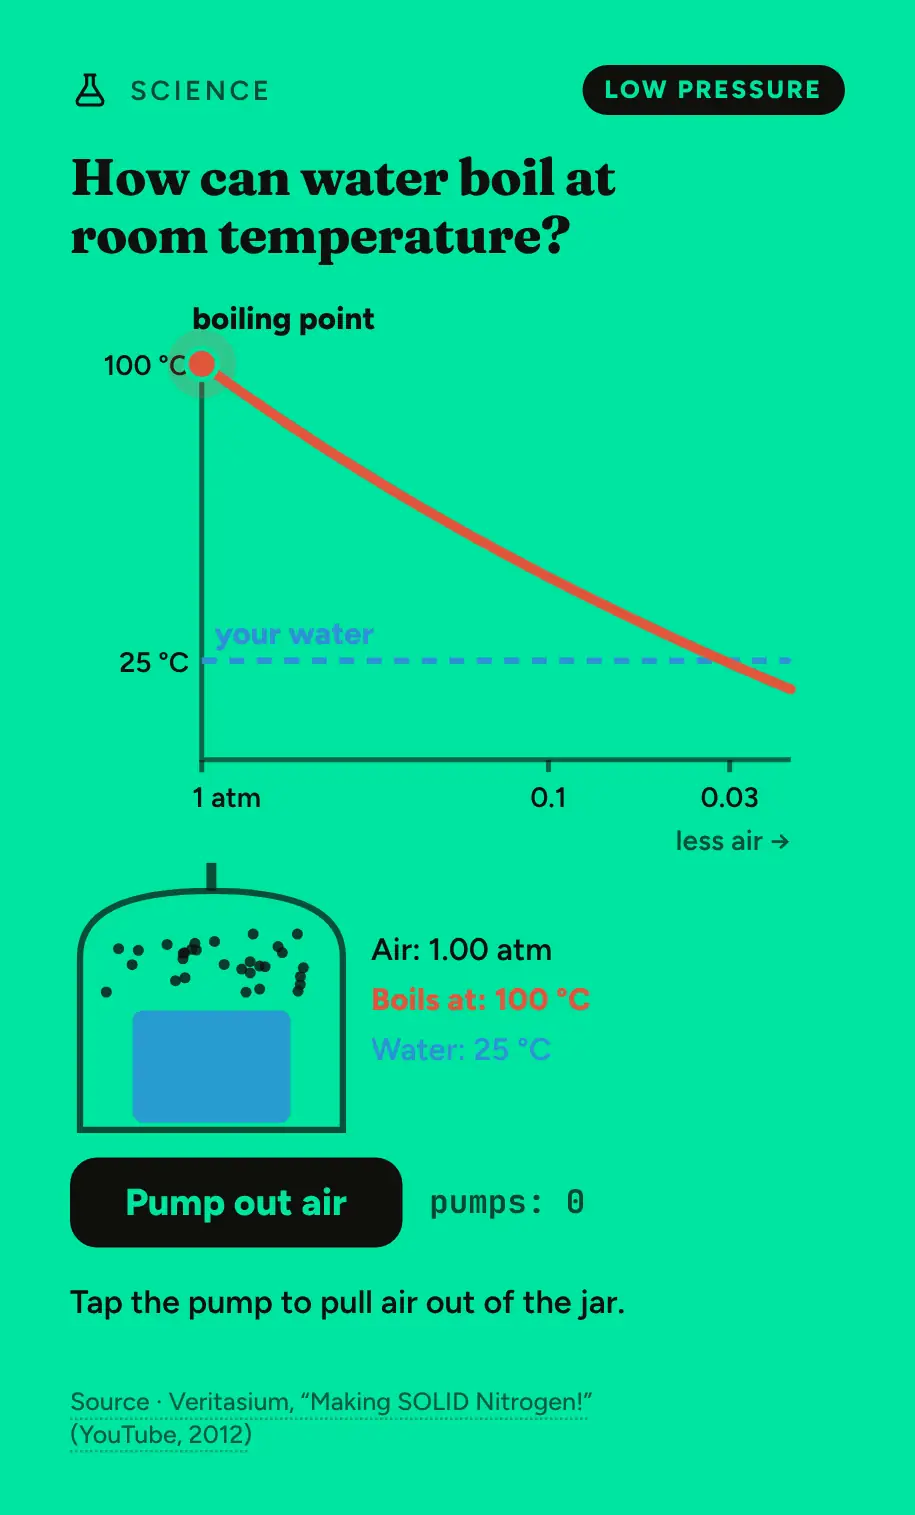 SCIENCE
LOW PRESSURE
How can water boil at
room temperature?
boiling point
100 °C
your water
25 °C
1 atm
0.1
0.03
less air →
Air: 1.00 atm
Boils at: 100 °C
Water: 25 °C
Pump out air
pumps: 0
Tap the pump to pull air out of the jar.
Source · Veritasium, “Making SOLID Nitrogen!”
(YouTube, 2012)